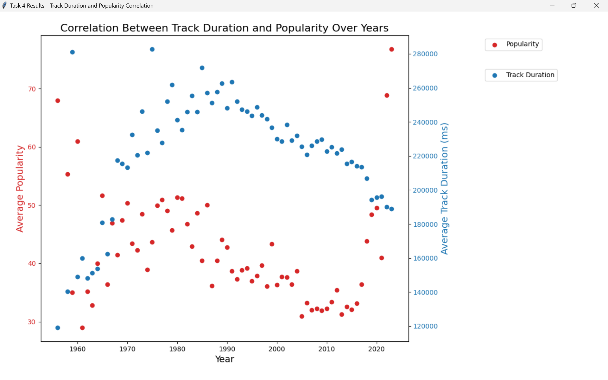 Task 4 Results - Track Duration and Popularity Correlation
Correlation Between Track Duration and Popularity Over Years
Popularity
Track Duration
Average Popularity
70
60
50
40
30
280000
260000
240000
220000
200000
180000
160000
140000
120000
Average Track Duration (ms)
1960 1970 1980 1990 2000 2010 2020
Year